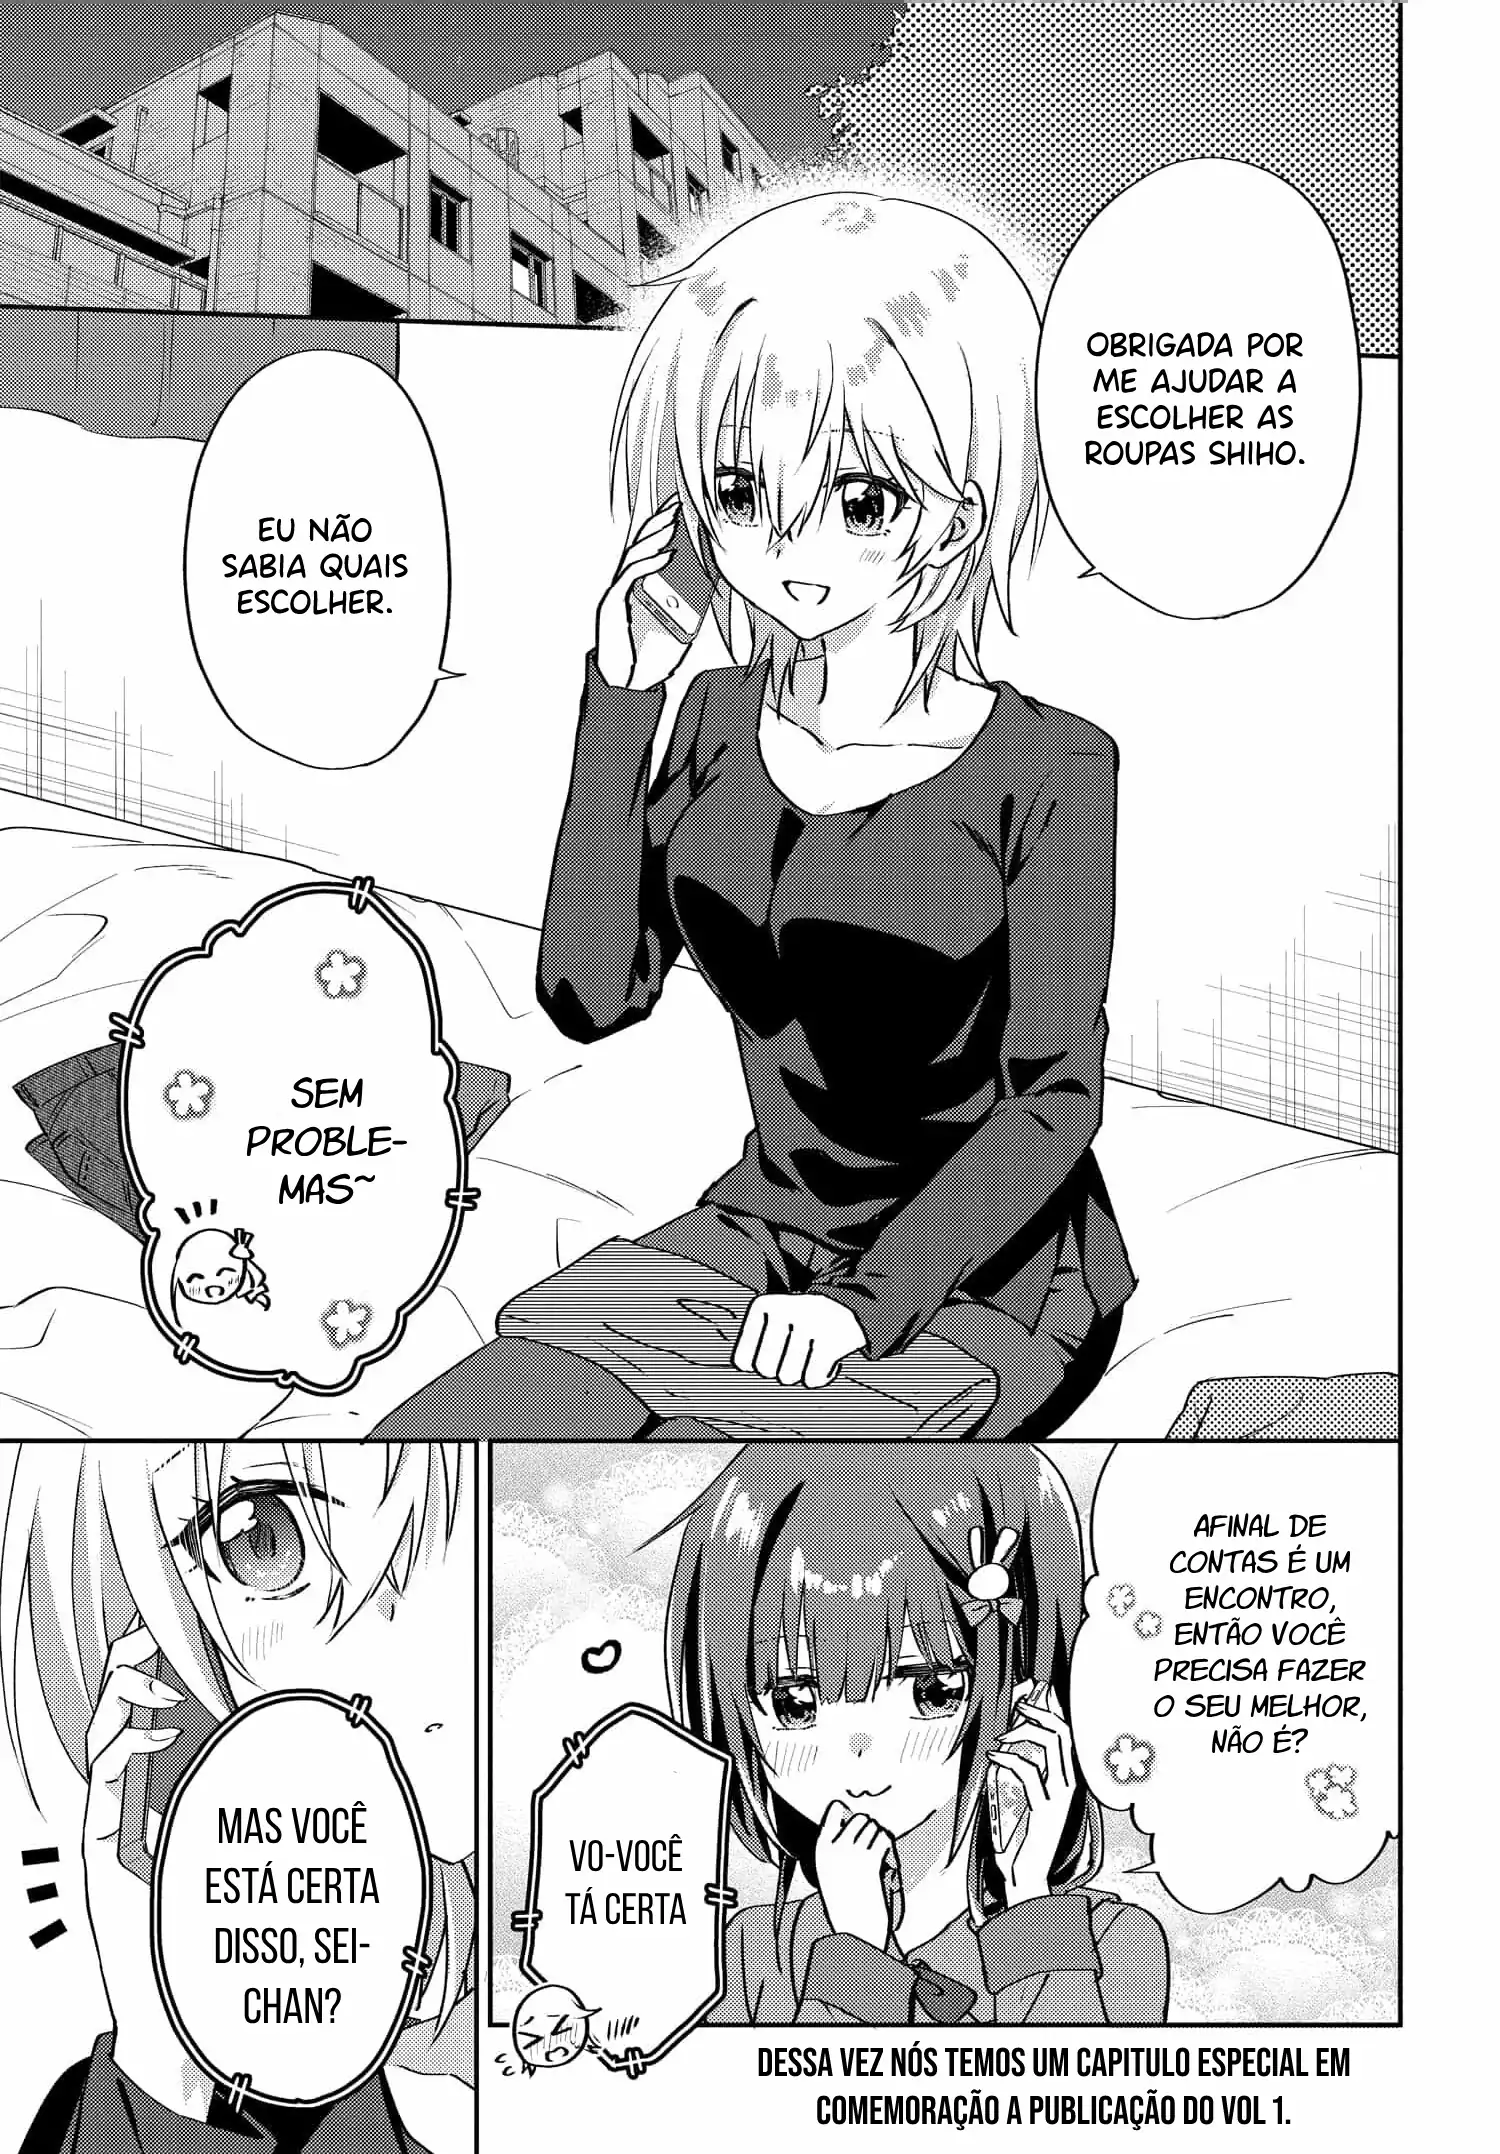 OBRIGADA POR
ME AJUDAR A
ESCOLHER AS
ROUPAS SHIHO.
EU NÃO
SABIA QUAIS
ESCOLHER.
SEM
PROBLE-
MAS~
AFINAL DE
CONTAS É UM
ENCONTRO,
ENTÃO VOCÊ
PRECISA FAZER
O SEU MELHOR,
NÃO É?
VO-VOCÊ
TÁ CERTA
MAS VOCÊ
ESTÁ CERTA
DISSO, SEI-
CHAN?
DESSA VEZ NÓS TEMOS UM CAPITULO ESPECIAL EM
COMEMORAÇÃO A PUBLICAÇÃO DO VOL 1.